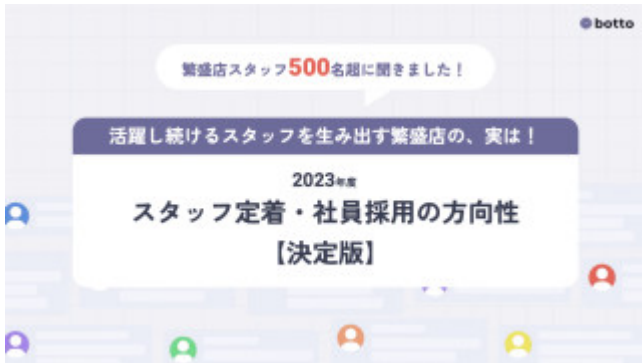 botto
繁盛店スタッフ500名超に聞きました!
活躍し続けるスタッフを生み出す繁盛店の、実は!
2023年度
スタッフ定着・社員採用の方向性
【決定版】